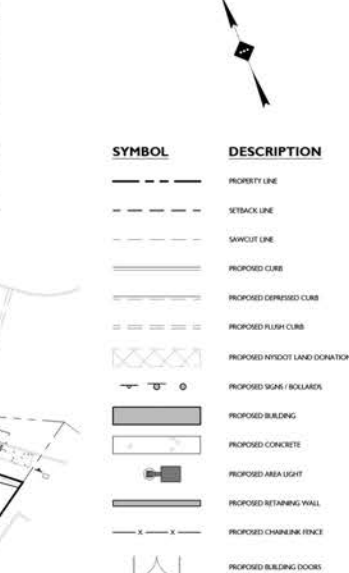 SYMBOL DESCRIPTION
PROPERTY LINE
SETBACK LINE
SAWCUT LINE
PROPOSED CURB
PROPOSED DEPRESSED CURB
PROPOSED FLUSH CURB
PROPOSED NYSDOT LAND DONATION
PROPOSED SIGNS / BOLLARDS
PROPOSED BUILDING
PROPOSED CONCRETE
PROPOSED AREA LIGHT
PROPOSED RETAINING WALL
x x PROPOSED CHAINLINK FENCE
PROPOSED BUILDING DOORS